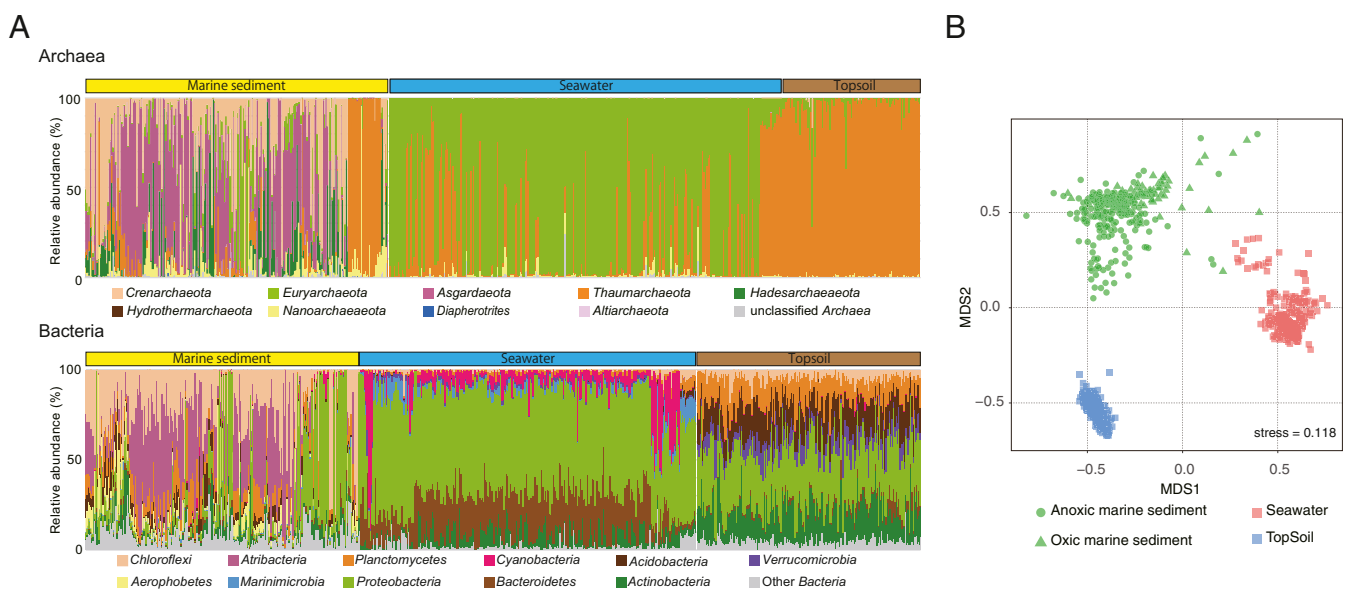 A
B
Archaea
Marine sediment Seawater Topsoil
100
50
0
Relative abundance (%)
Crenarchaeota Euryarchaeota Asgardaeota Thaumarchaeota Hadesarchaeaeota
Hydrothermarchaeota Nanoarchaeaeota Diapherotrites Altiarchaeota unclassified Archaea
Bacteria
Marine sediment Seawater Topsoil
100
50
0
Relative abundance (%)
Chloroflexi Atribacteria Planctomycetes Cyanobacteria Acidobacteria Verrucomicrobia
Aerophobetes Marinimicrobia Proteobacteria Bacteroidetes Actinobacteria Other Bacteria
0.5
0.0
−0.5
MDS2
stress = 0.118
−0.5 0.0 0.5
MDS1
Anoxic marine sediment Seawater
Oxic marine sediment TopSoil